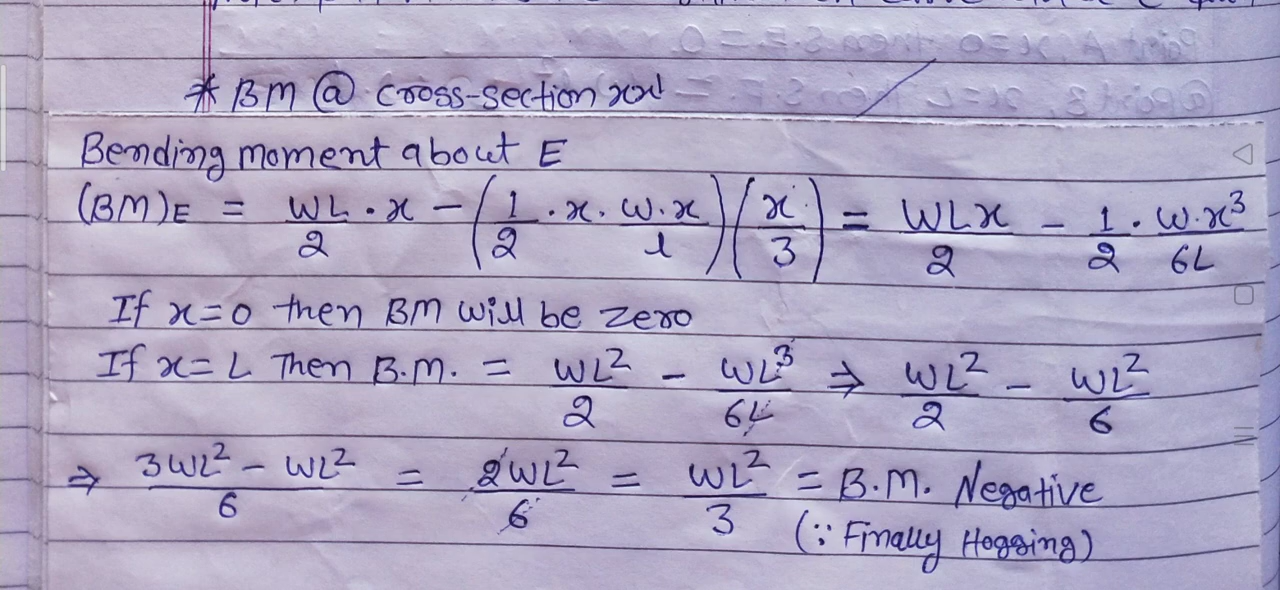 * BM @ cross-section xx'
Bending moment about E
(BM)E = WL/2 . x - (1/2 . x . w.x/l) (x/3) = WLx/2 - 1/2 . w.x³/6L
If x=0 then BM will be zero
If x=L Then B.M. = WL²/2 - WL³/6L ⇒ WL²/2 - WL²/6
⇒ 3WL² - WL²/6 = 2WL²/6 = WL²/3 = B.M. Negative
(∵ Finally Hogging)